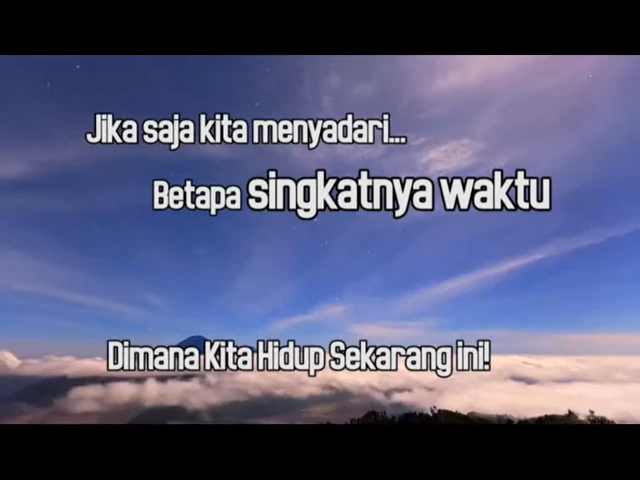 Jika saja kita menyadari...
Betapa singkatnya waktu
Dimana Kita Hidup Sekarang ini!